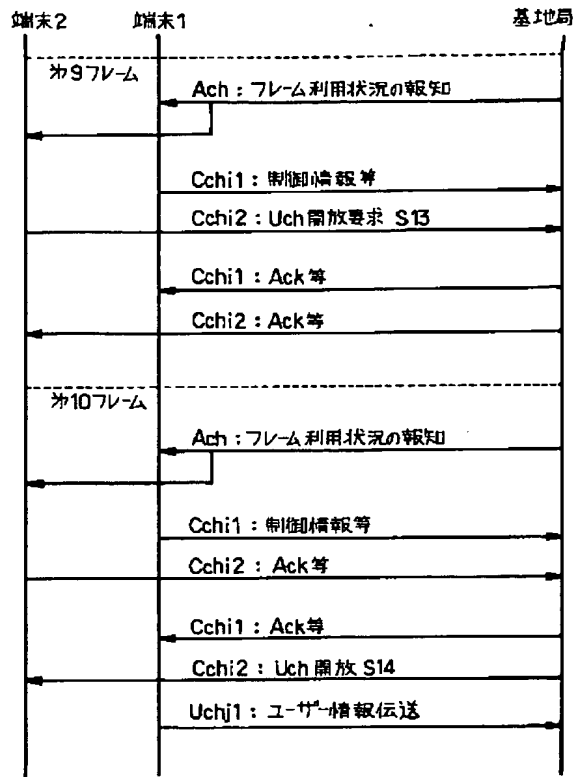 端末2 端末1 基地局
第9フレーム
Ach：フレーム利用状況の報知
Cchi1：制御情報等
Cchi2：Uch開放要求 S13
Cchi1：Ack等
Cchi2：Ack等
第10フレーム
Ach：フレーム利用状況の報知
Cchi1：制御情報等
Cchi2：Ack等
Cchi1：Ack等
Cchi2：Uch開放 S14
Uchj1：ユーザー情報伝送